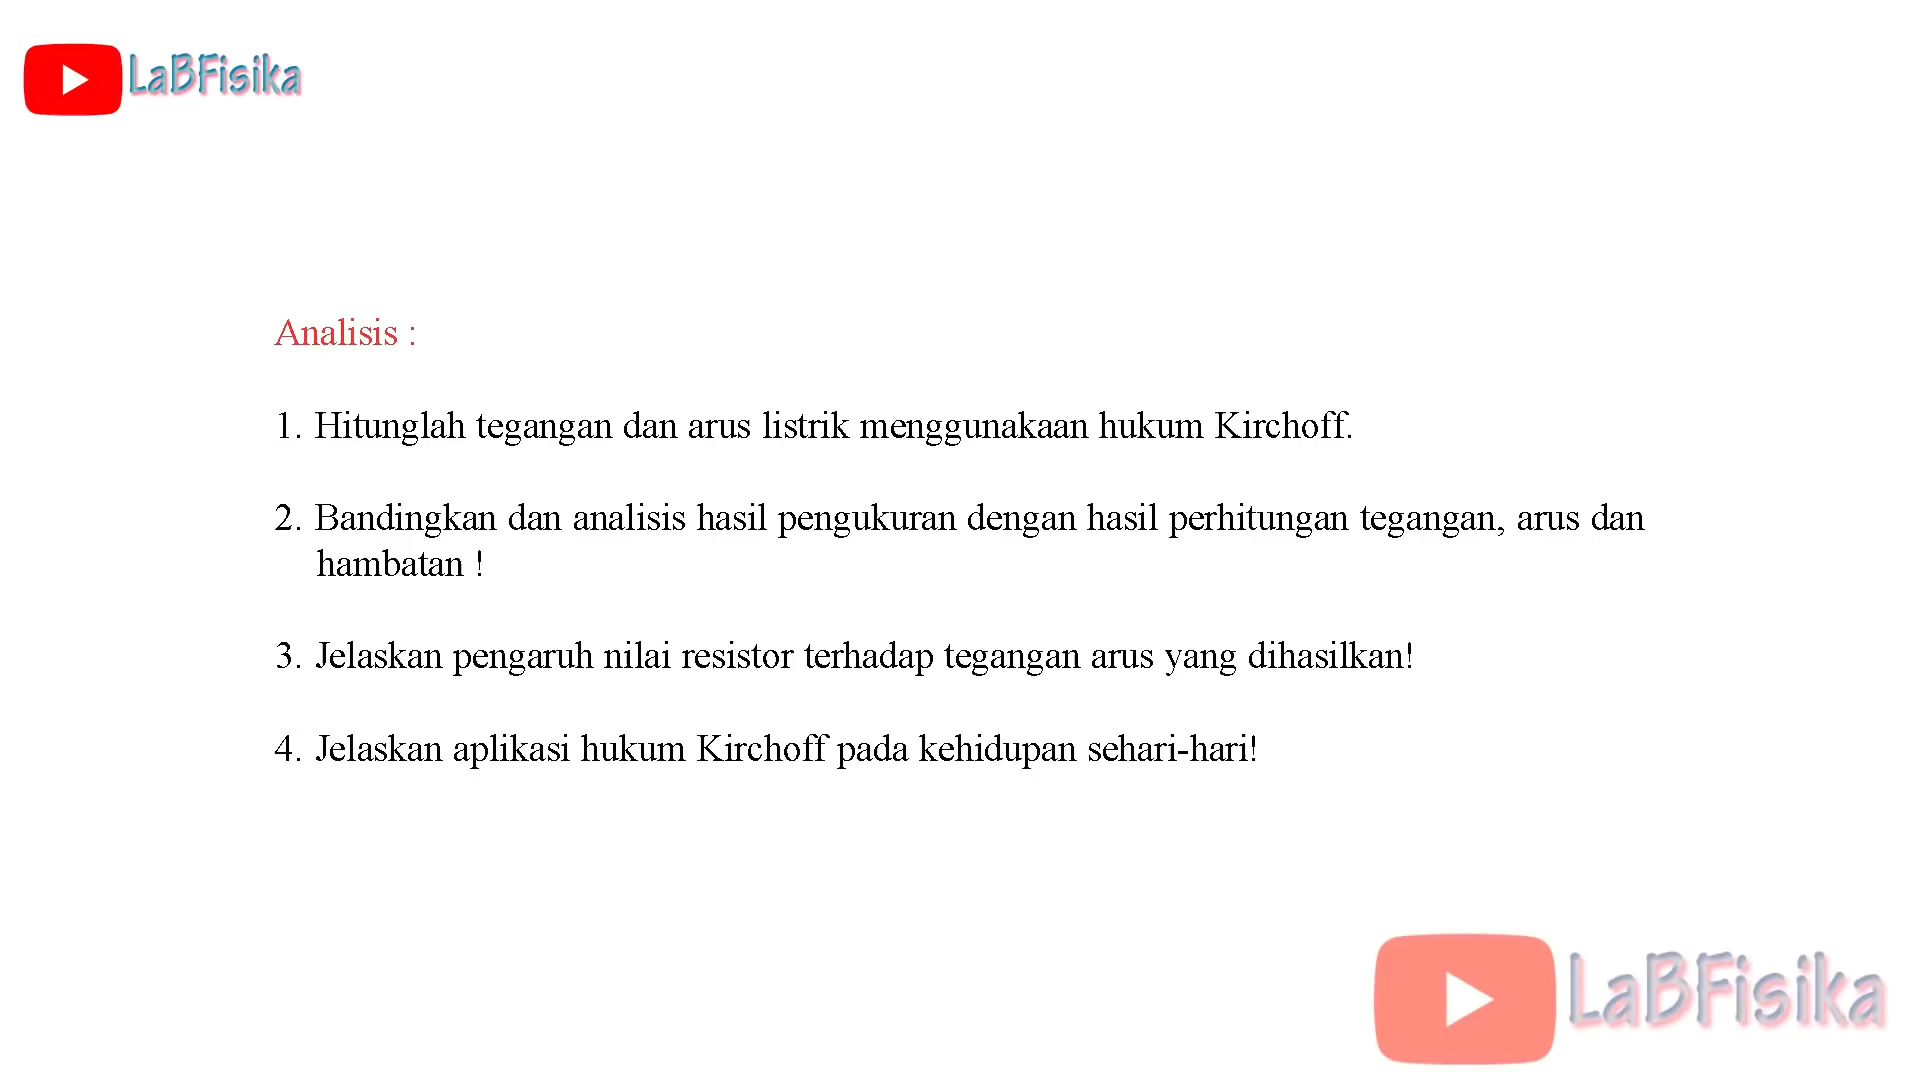 LaBFisika
Analisis :
1. Hitunglah tegangan dan arus listrik menggunakaan hukum Kirchoff.
2. Bandingkan dan analisis hasil pengukuran dengan hasil perhitungan tegangan, arus dan
hambatan !
3. Jelaskan pengaruh nilai resistor terhadap tegangan arus yang dihasilkan!
4. Jelaskan aplikasi hukum Kirchoff pada kehidupan sehari-hari!
LaBFisika